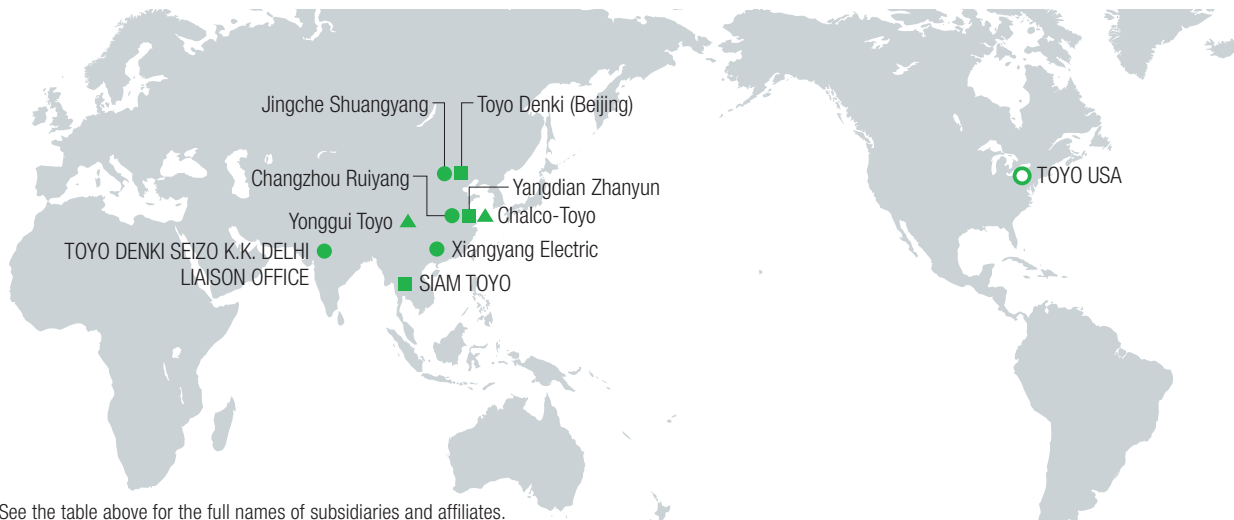 Jingche Shuangyang
Toyo Denki (Beijing)
Changzhou Ruiyang
Yangdian Zhanyun
Yonggui Toyo
Chalco-Toyo
TOYO DENKI SEIZO K.K. DELHI
LIAISON OFFICE
Xiangyang Electric
SIAM TOYO
TOYO USA
See the table above for the full names of subsidiaries and affiliates.